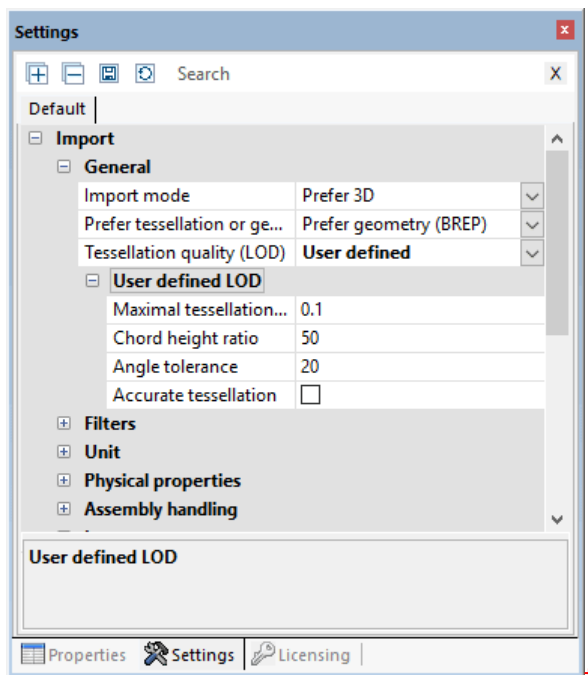 Settings
Search X
Default
Import
General
Import mode Prefer 3D
Prefer tessellation or ge... Prefer geometry (BREP)
Tessellation quality (LOD) User defined
User defined LOD
Maximal tessellation... 0.1
Chord height ratio 50
Angle tolerance 20
Accurate tessellation
Filters
Unit
Physical properties
Assembly handling
User defined LOD
Properties Settings Licensing